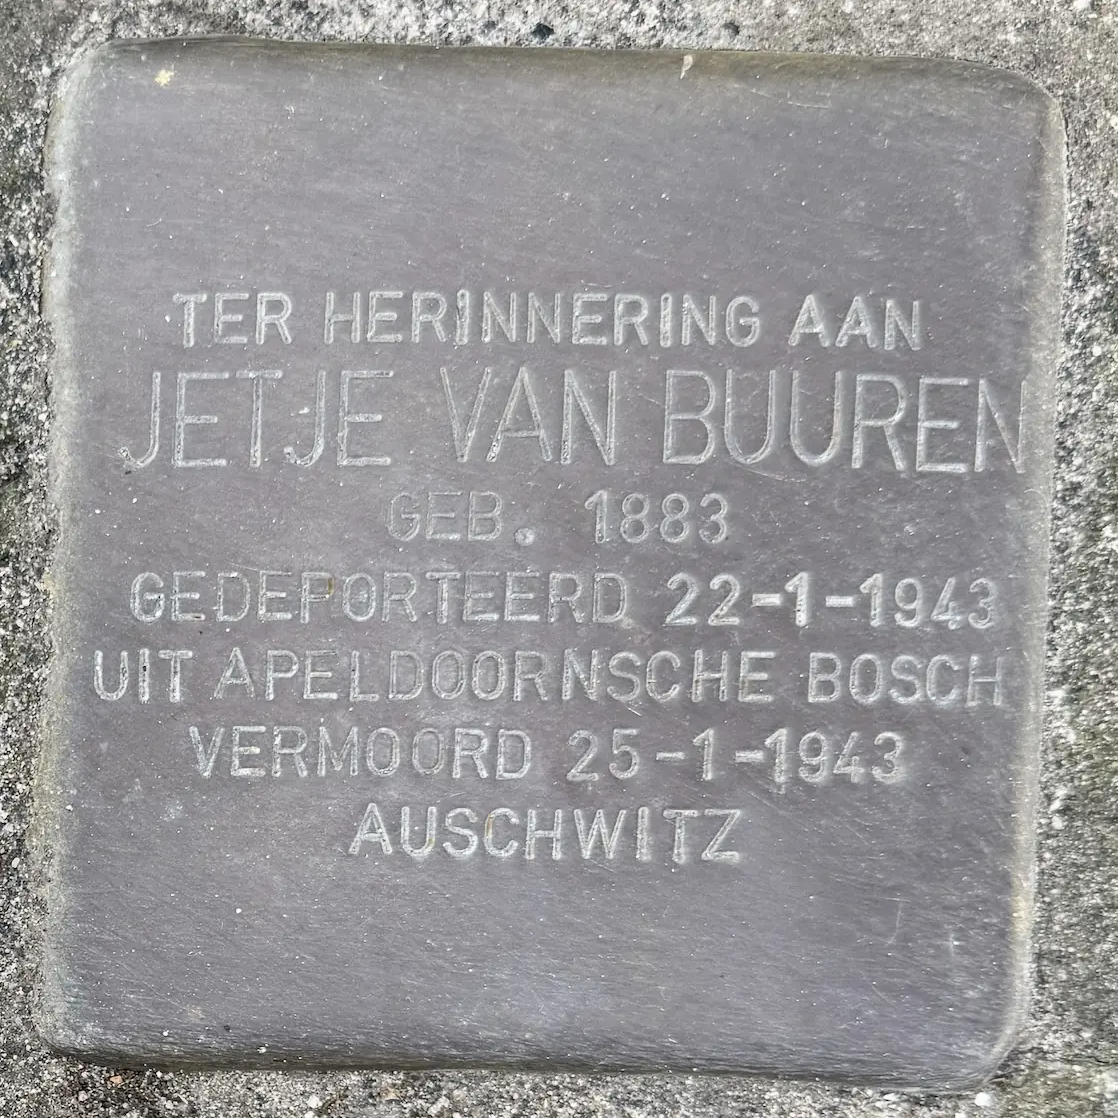 TER HERINNERING AAN
JETJE VAN BUUREN
GEB. 1883
GEDEPORTEERD 22-1-1943
UIT APELDOORNSCHE BOSCH
VERMOORD 25-1-1943
AUSCHWITZ